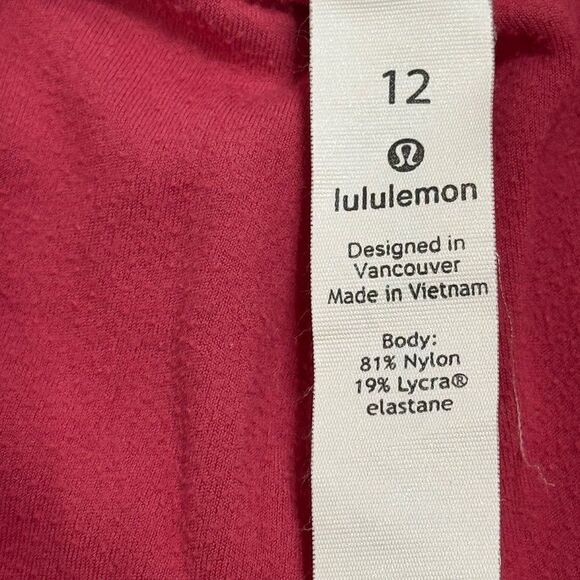 12
lululemon
Designed in
Vancouver
Made in Vietnam
Body:
81% Nylon
19% Lycra®
elastane